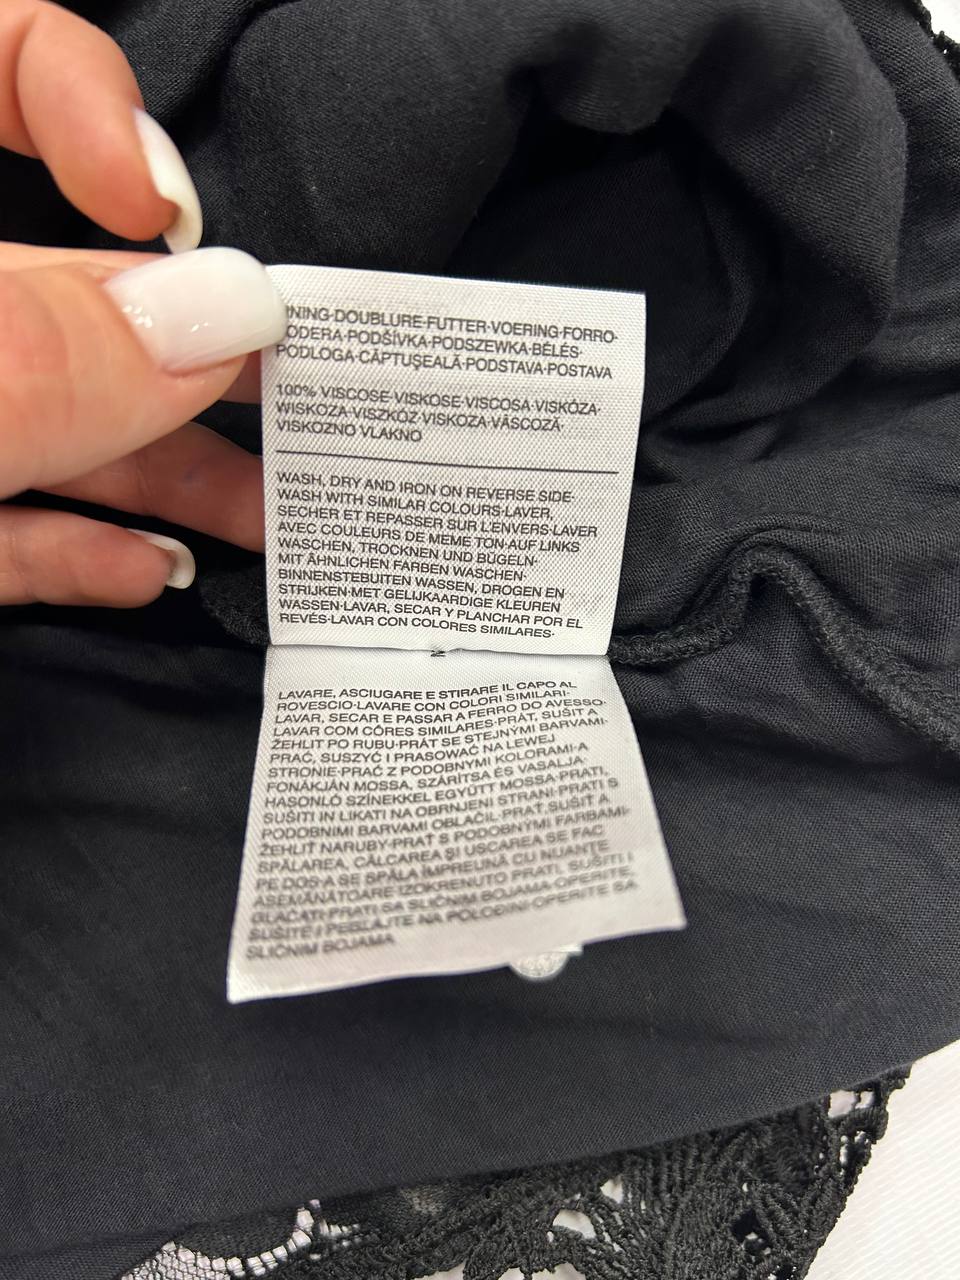 NING·DOUBLURE·FUTTER·VOERING·FORRO·
ODERA·PODŠÍVKA·PODSZEWKA·BÉLÉS·
PODLOGA·CĂPTUŞEALĂ·PODSTAVA·POSTAVA
100% VISCOSE·VISKOSE·VISCOSA·VISKÓZA·
WISKOZA·VISZKÓZ·VISKOZA·VÂSCOZĂ·
VISKOZNO VLAKNO
WASH, DRY AND IRON ON REVERSE SIDE·
WASH WITH SIMILAR COLOURS·LAVER,
SECHER ET REPASSER SUR L'ENVERS·LAVER
AVEC COULEURS DE MEME TON·AUF LINKS
WASCHEN, TROCKNEN UND BÜGELN·
MIT ÄHNLICHEN FARBEN WASCHEN·
BINNENSTEBUITEN WASSEN, DROGEN EN
STRIJKEN·MET GELIJKAARDIGE KLEUREN
WASSEN·LAVAR, SECAR Y PLANCHAR POR EL
REVÉS·LAVAR CON COLORES SIMILARES·
LAVARE, ASCIUGARE E STIRARE IL CAPO AL
ROVESCIO·LAVARE CON COLORI SIMILARI·
LAVAR, SECAR E PASSAR A FERRO DO AVESSO·
LAVAR COM CÔRES SIMILARES·PRÁT, SUŠIT A
ŽEHLIT PO RUBU·PRÁT SE STEJNÝMI BARVAMI·
PRAĆ, SUSZYĆ I PRASOWAĆ NA LEWEJ
STRONIE·PRAĆ Z PODOBNYMI KOLORAMI·A
FONÁKJÁN MOSSA, SZÁRÍTSA ÉS VASALJA·
HASONLÓ SZÍNEKKEL EGYÜTT MOSSA·PRATI,
SUŠITI IN LIKATI NA OBRNJENI STRANI·PRATI S
PODOBNIMI BARVAMI OBLAČIL·PRAŤ,SUŠIŤ A
ŽEHLIŤ NARUBY·PRAŤ S PODOBNÝMI FARBAMI·
SPĂLAREA, CĂLCAREA ŞI USCAREA SE FAC
PE DOS·A SE SPĂLA ÎMPREUNĂ CU NUANŢE
ASEMĂNĂTOARE·IZOKRENUTO PRATI, SUŠITI I
GLAČATI·PRATI SA SLIČNIM BOJAMA·OPERITE,
SUŠITE I PEGLAJTE NA POLOĐINI·OPERITE SA
SLIČNIM BOJAMA